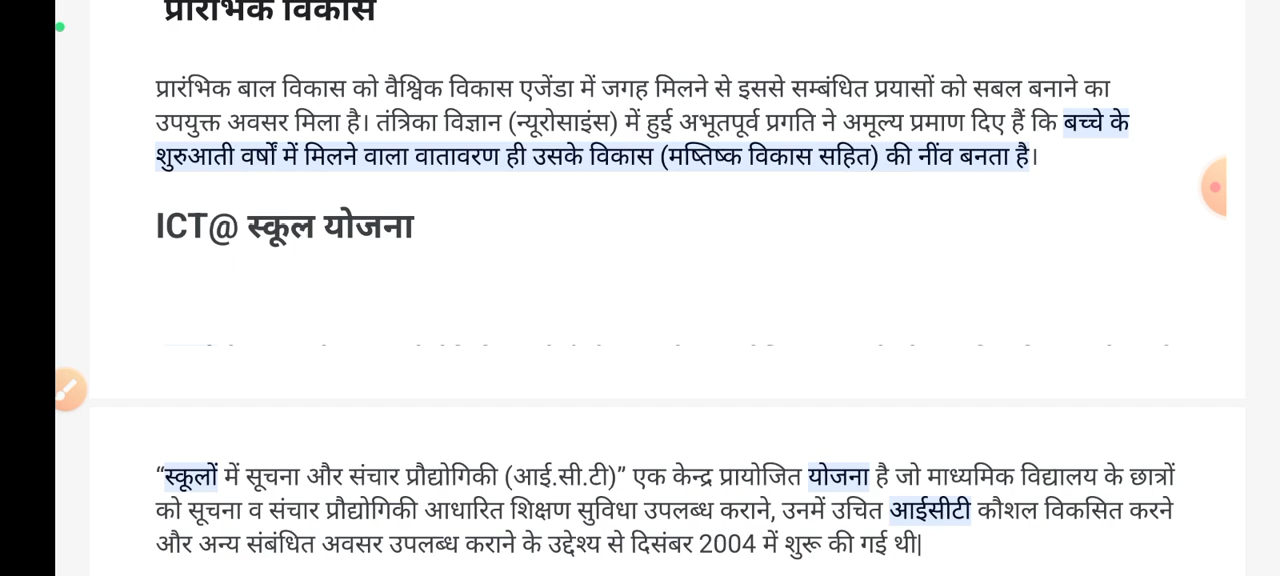 प्रारंभिक विकास
प्रारंभिक बाल विकास को वैश्विक विकास एजेंडा में जगह मिलने से इससे सम्बंधित प्रयासों को सबल बनाने का
उपयुक्त अवसर मिला है। तंत्रिका विज्ञान (न्यूरोसाइंस) में हुई अभूतपूर्व प्रगति ने अमूल्य प्रमाण दिए हैं कि बच्चे के
शुरुआती वर्षों में मिलने वाला वातावरण ही उसके विकास (मष्तिष्क विकास सहित) की नींव बनता है।
ICT@ स्कूल योजना
“स्कूलों में सूचना और संचार प्रौद्योगिकी (आई.सी.टी)” एक केन्द्र प्रायोजित योजना है जो माध्यमिक विद्यालय के छात्रों
को सूचना व संचार प्रौद्योगिकी आधारित शिक्षण सुविधा उपलब्ध कराने, उनमें उचित आईसीटी कौशल विकसित करने
और अन्य संबंधित अवसर उपलब्ध कराने के उद्देश्य से दिसंबर 2004 में शुरू की गई थी|